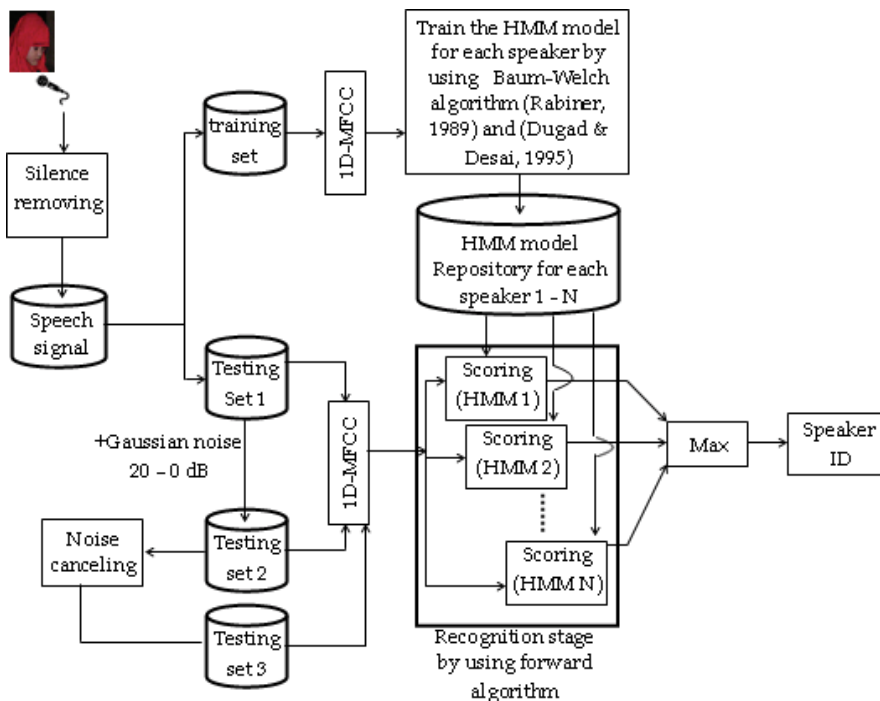 Train the HMM model
for each speaker by
using Baum-Welch
algorithm (Rabiner,
1989) and (Dugad &
Desai, 1995)
training
set
1D-MFCC
Silence
removing
HMM model
Repository for each
speaker 1 - N
Speech
signal
Testing
Set 1
Scoring
(HMM 1)
+Gaussian noise
20 – 0 dB
1D-MFCC
Scoring
(HMM 2)
Max
Speaker
ID
Noise
canceling
Testing
set 2
Scoring
(HMM N)
Testing
set 3
Recognition stage
by using forward
algorithm